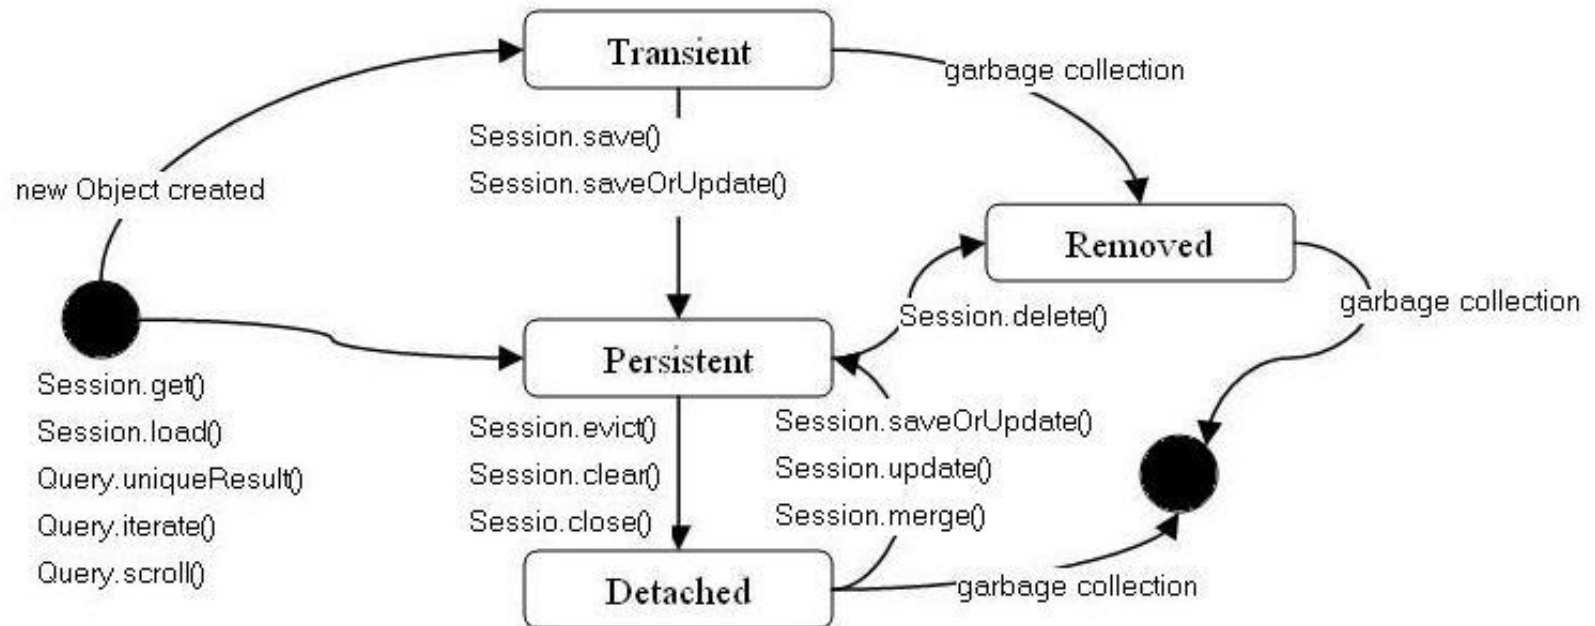 Transient
garbage collection
Session.save()
Session.saveOrUpdate()
new Object created
Removed
Session.delete()
garbage collection
Persistent
Session.get()
Session.load()
Query.uniqueResult()
Query.iterate()
Query.scroll()
Session.evict()
Session.clear()
Sessio.close()
Session.saveOrUpdate()
Session.update()
Session.merge()
Detached
garbage collection